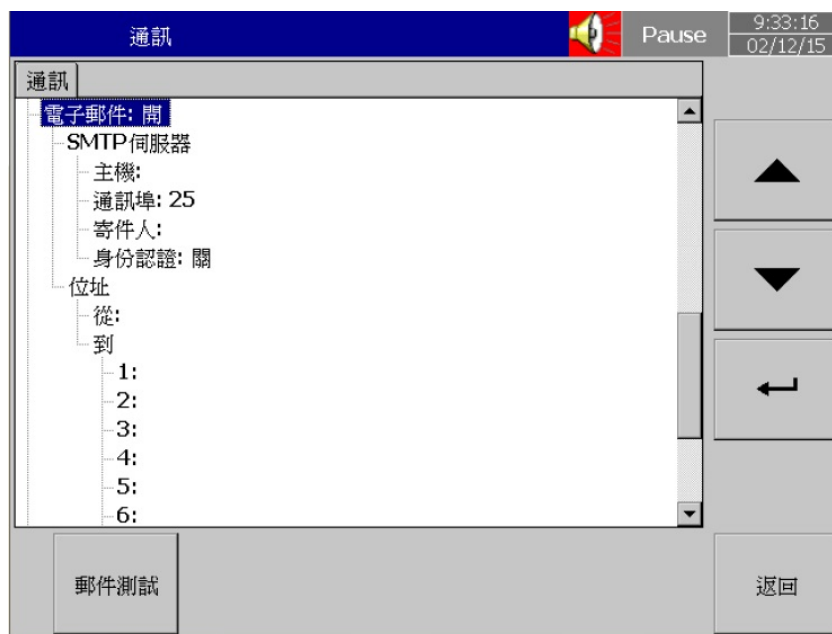 通訊
Pause
9:33:16
02/12/15
通訊
電子郵件: 開
SMTP伺服器
主機:
通訊埠: 25
寄件人:
身份認證: 關
位址
從:
到
1:
2:
3:
4:
5:
6:
郵件測試
返回